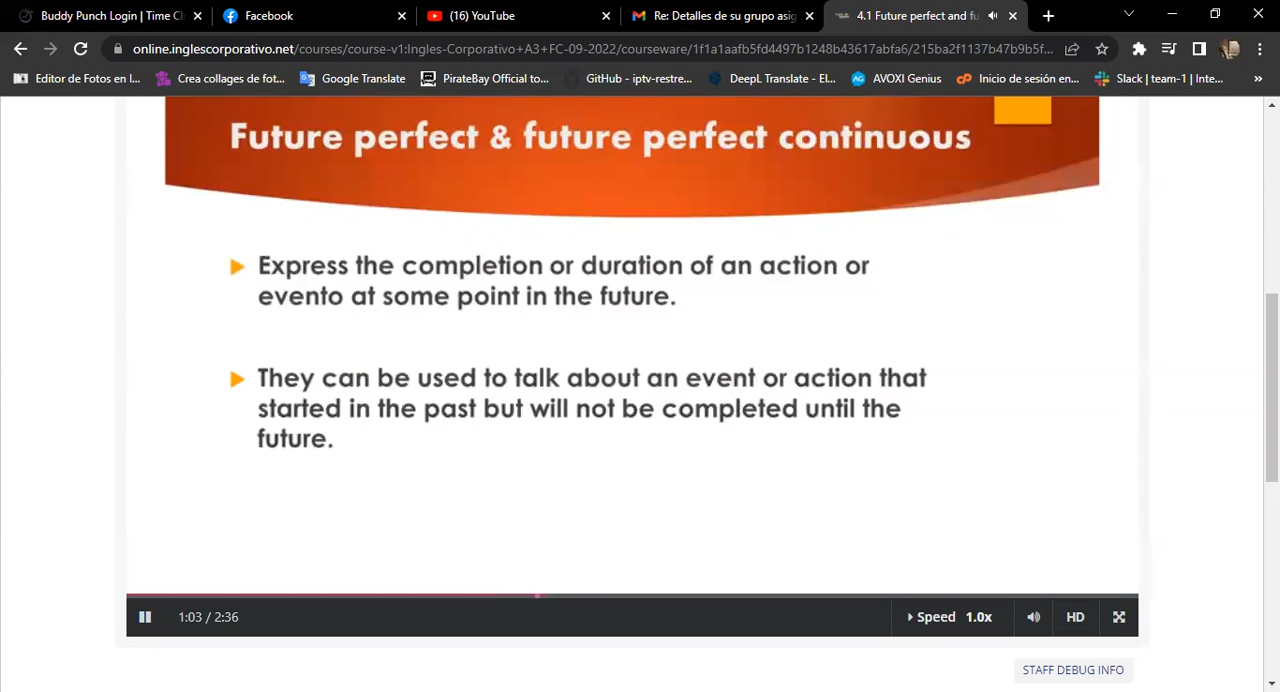 Buddy Punch Login | Time Cl
Facebook
(16) YouTube
Re: Detalles de su grupo asig
4.1 Future perfect and fu
online.inglescorporativo.net/courses/course-v1:Ingles-Corporativo+A3+FC-09-2022/courseware/1f1a1aafb5fd4497b1248b43617abfa6/215ba2f1137b47b9b5f...
Editor de Fotos en l...
Crea collages de fot...
Google Translate
PirateBay Official to...
GitHub - iptv-restre...
DeepL Translate - El...
AVOXI Genius
Inicio de sesión en...
Slack | team-1 | Inte...
»
Future perfect & future perfect continuous
Express the completion or duration of an action or
evento at some point in the future.
They can be used to talk about an event or action that
started in the past but will not be completed until the
future.
1:03 / 2:36
Speed 1.0x
HD
STAFF DEBUG INFO